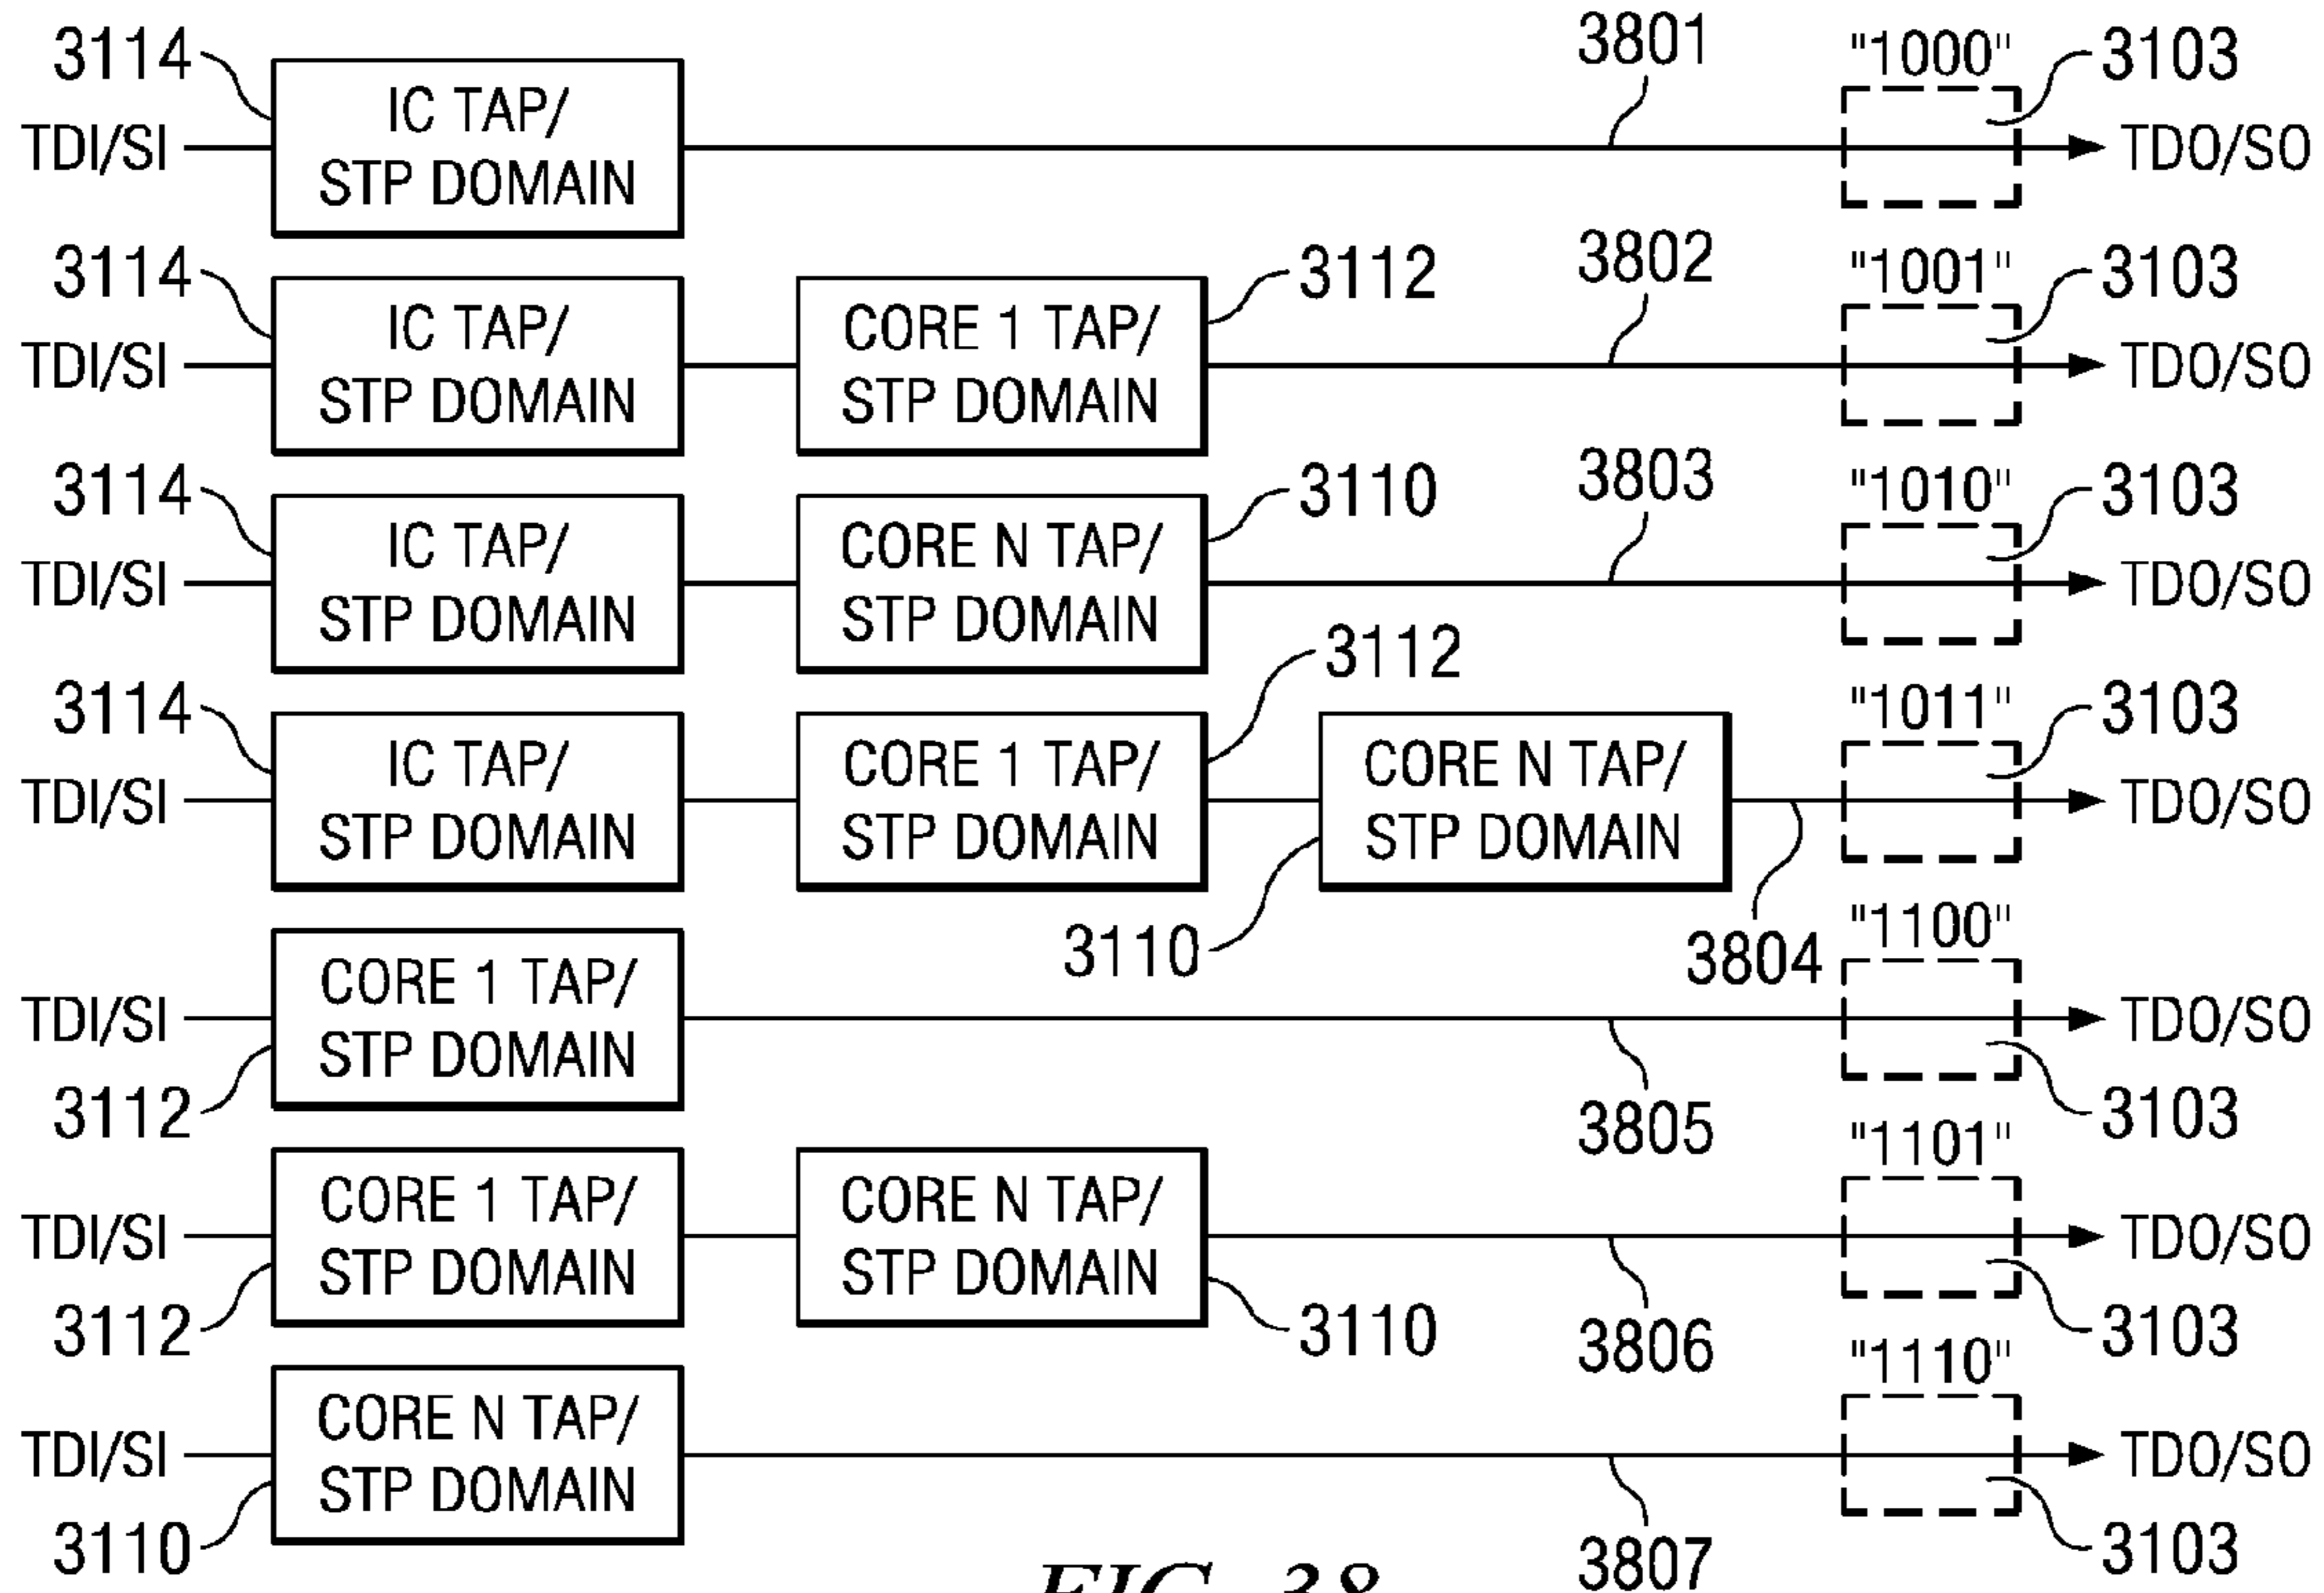 3114
3801
"1000"
3103
IC TAP/
STP DOMAIN
TDI/SI
TDO/SO
3114
3112
3802
"1001"
3103
IC TAP/
STP DOMAIN
CORE 1 TAP/
STP DOMAIN
TDI/SI
TDO/SO
3114
3110
3803
"1010"
3103
IC TAP/
STP DOMAIN
CORE N TAP/
STP DOMAIN
TDI/SI
TDO/SO
3114
3112
"1011"
3103
IC TAP/
STP DOMAIN
CORE 1 TAP/
STP DOMAIN
CORE N TAP/
STP DOMAIN
TDI/SI
TDO/SO
3110
3804
"1100"
CORE 1 TAP/
STP DOMAIN
TDI/SI
TDO/SO
3112
3805
3103
"1101"
CORE 1 TAP/
STP DOMAIN
CORE N TAP/
STP DOMAIN
TDI/SI
TDO/SO
3112
3110
3806
3103
"1110"
CORE N TAP/
STP DOMAIN
TDI/SI
TDO/SO
3110
3807
3103
FIG. 38